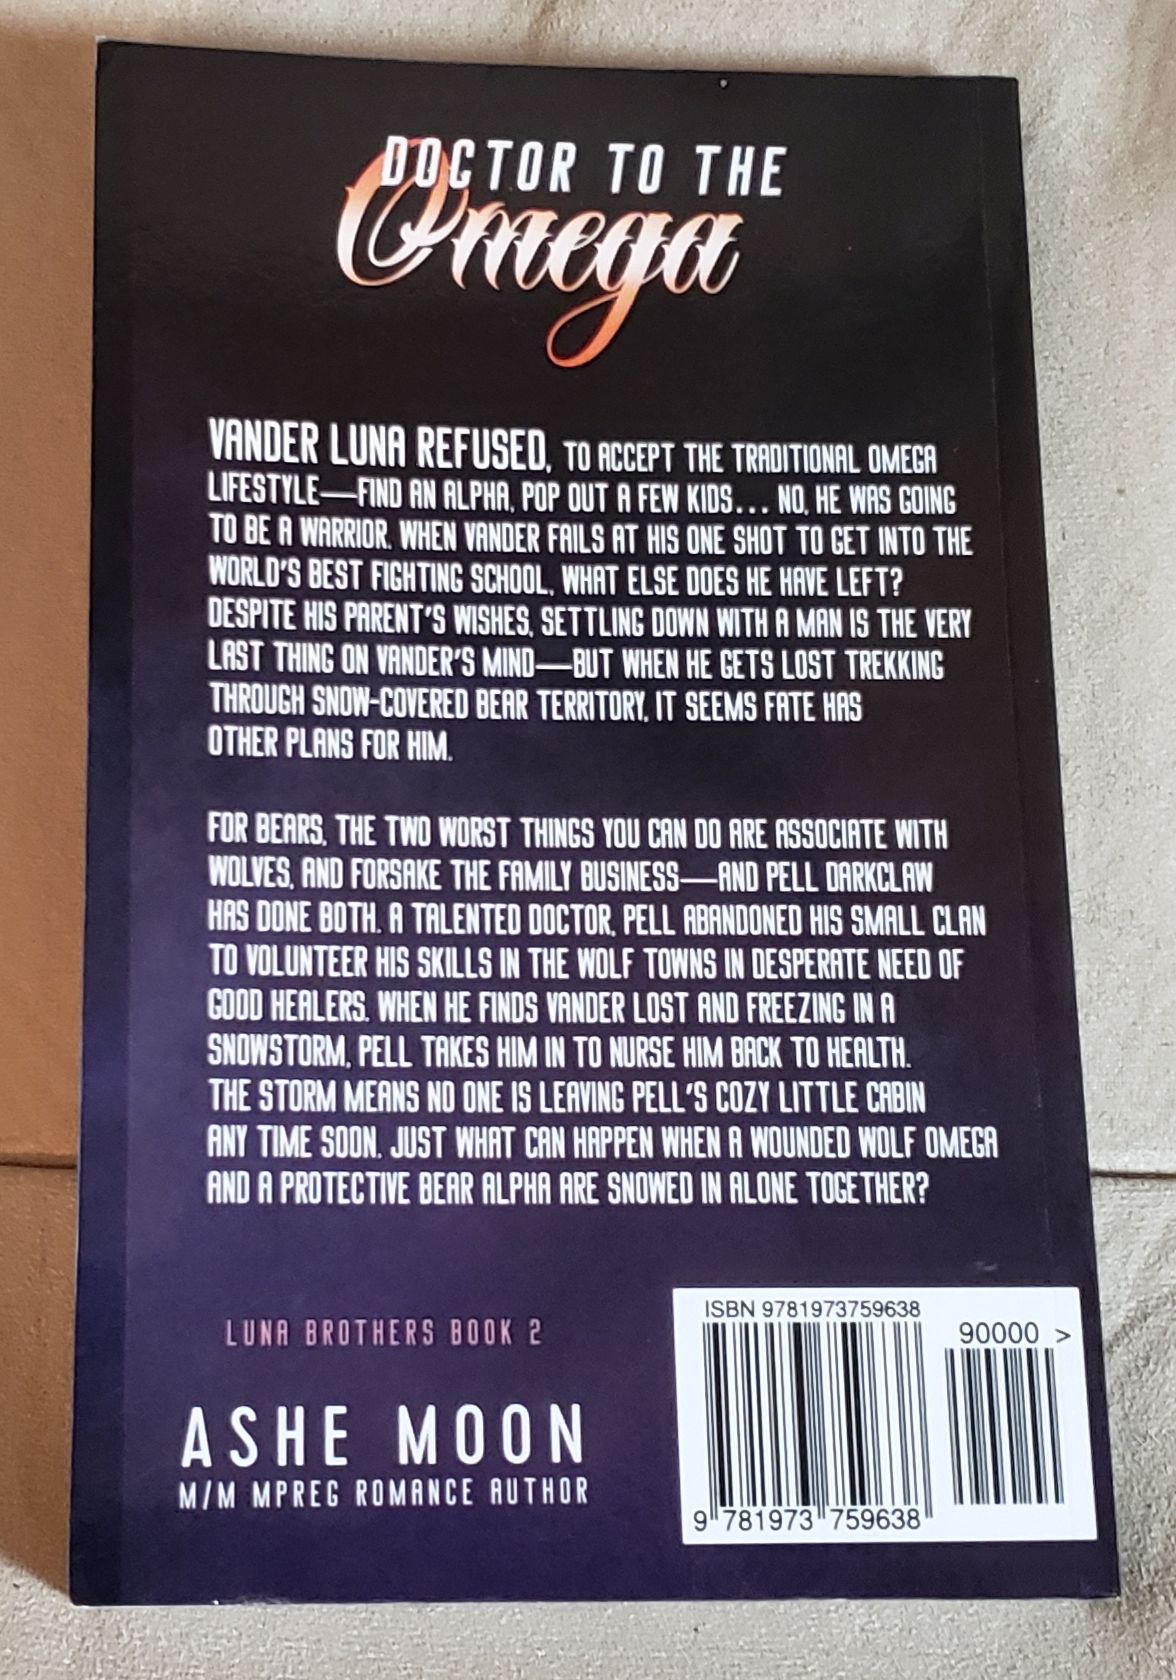 DOCTOR TO THE
Omega
VANDER LUNA REFUSED, TO ACCEPT THE TRADITIONAL OMEGA
LIFESTYLE—FIND AN ALPHA, POP OUT A FEW KIDS... NO, HE WAS GOING
TO BE A WARRIOR. WHEN VANDER FAILS AT HIS ONE SHOT TO GET INTO THE
WORLD'S BEST FIGHTING SCHOOL, WHAT ELSE DOES HE HAVE LEFT?
DESPITE HIS PARENT'S WISHES, SETTLING DOWN WITH A MAN IS THE VERY
LAST THING ON VANDER'S MIND—BUT WHEN HE GETS LOST TREKKING
THROUGH SNOW-COVERED BEAR TERRITORY, IT SEEMS FATE HAS
OTHER PLANS FOR HIM.
FOR BEARS, THE TWO WORST THINGS YOU CAN DO ARE ASSOCIATE WITH
WOLVES, AND FORSAKE THE FAMILY BUSINESS—AND PELL DARKCLAW
HAS DONE BOTH. A TALENTED DOCTOR, PELL ABANDONED HIS SMALL CLAN
TO VOLUNTEER HIS SKILLS IN THE WOLF TOWNS IN DESPERATE NEED OF
GOOD HEALERS. WHEN HE FINDS VANDER LOST AND FREEZING IN A
SNOWSTORM, PELL TAKES HIM IN TO NURSE HIM BACK TO HEALTH.
THE STORM MEANS NO ONE IS LEAVING PELL'S COZY LITTLE CABIN
ANY TIME SOON. JUST WHAT CAN HAPPEN WHEN A WOUNDED WOLF OMEGA
AND A PROTECTIVE BEAR ALPHA ARE SNOWED IN ALONE TOGETHER?
LUNA BROTHERS BOOK 2
ASHE MOON
M/M MPREG ROMANCE AUTHOR
ISBN 9781973759638
90000 >
9 781973 759638